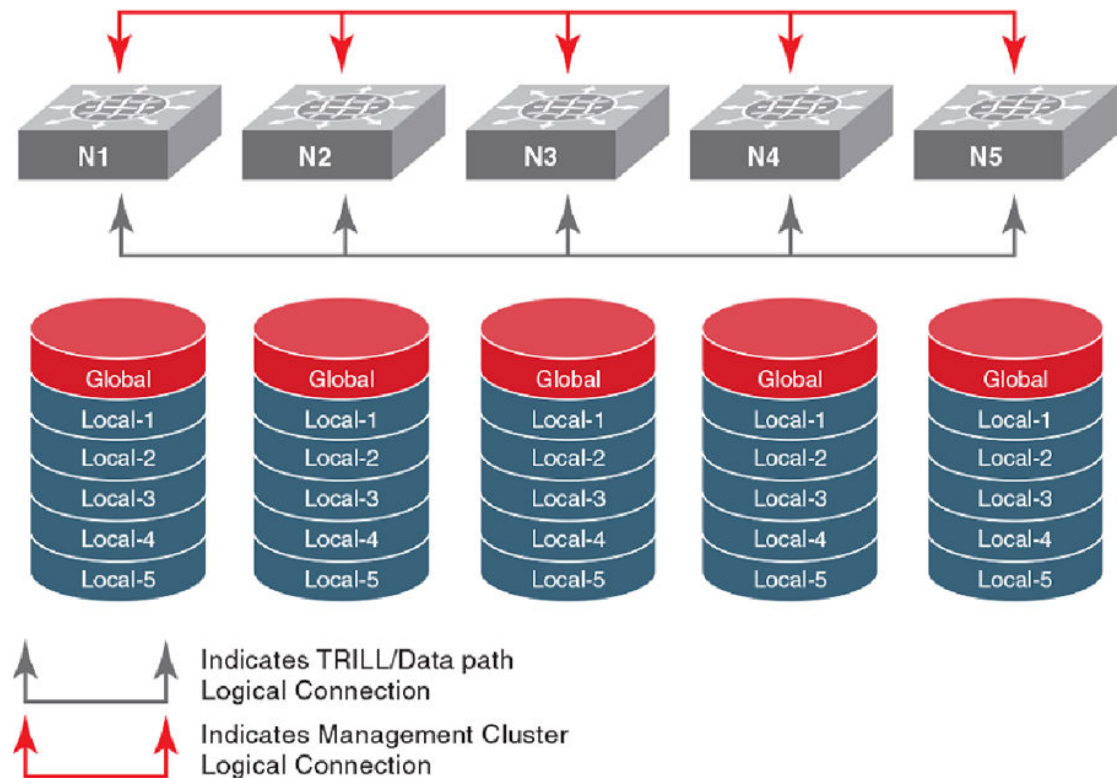 N1
N2
N3
N4
N5
Global
Local-1
Local-2
Local-3
Local-4
Local-5
Global
Local-1
Local-2
Local-3
Local-4
Local-5
Global
Local-1
Local-2
Local-3
Local-4
Local-5
Global
Local-1
Local-2
Local-3
Local-4
Local-5
Global
Local-1
Local-2
Local-3
Local-4
Local-5
Indicates TRILL/Data path
Logical Connection
Indicates Management Cluster
Logical Connection